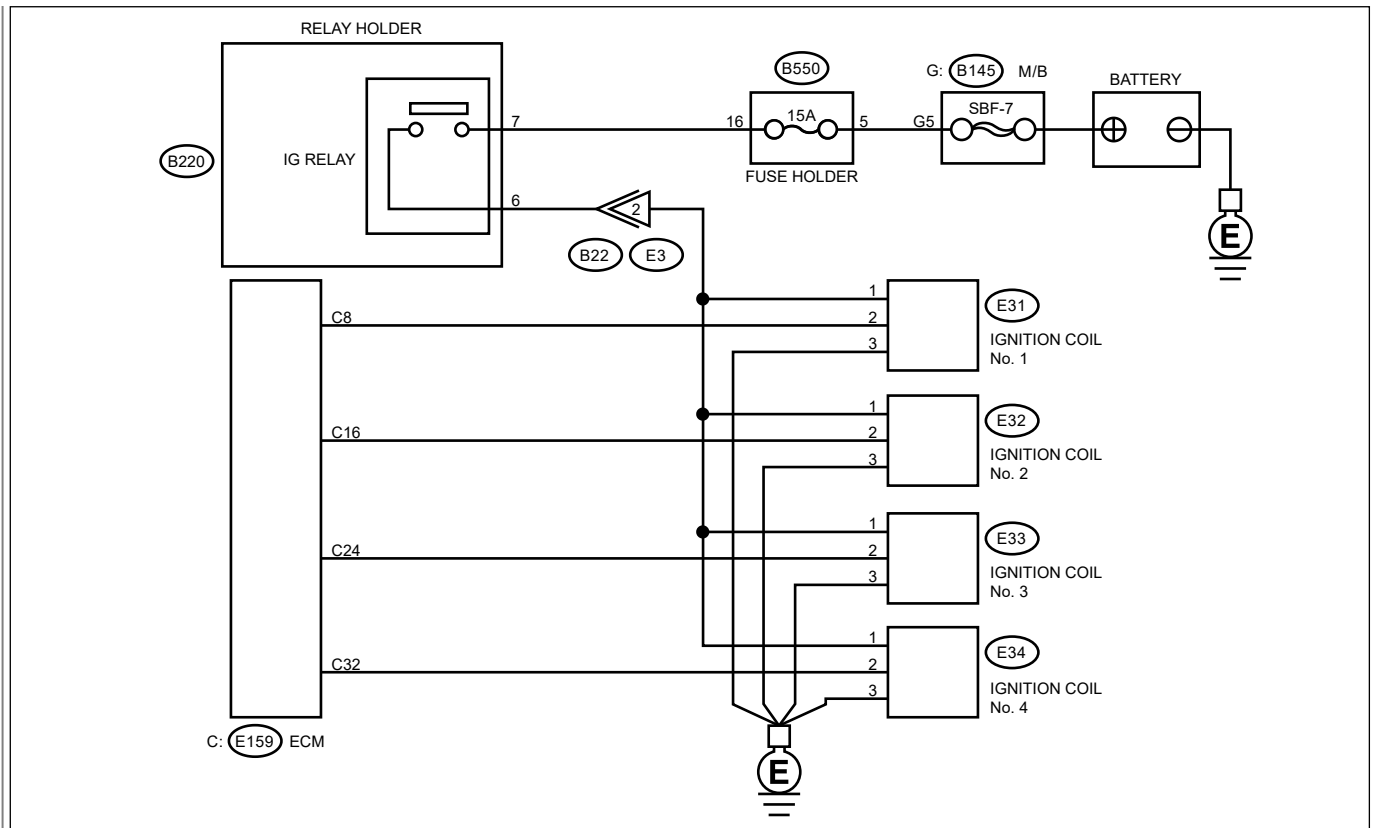 RELAY HOLDER
B550
G: B145 M/B
BATTERY
SBF-7
15A
7
16
5
G5
B220
IG RELAY
FUSE HOLDER
6
2
B22 E3
E
1
C8
2
3
E31
IGNITION COIL
No. 1
1
C16
2
3
E32
IGNITION COIL
No. 2
1
C24
2
3
E33
IGNITION COIL
No. 3
1
C32
2
3
E34
IGNITION COIL
No. 4
C: E159 ECM
E